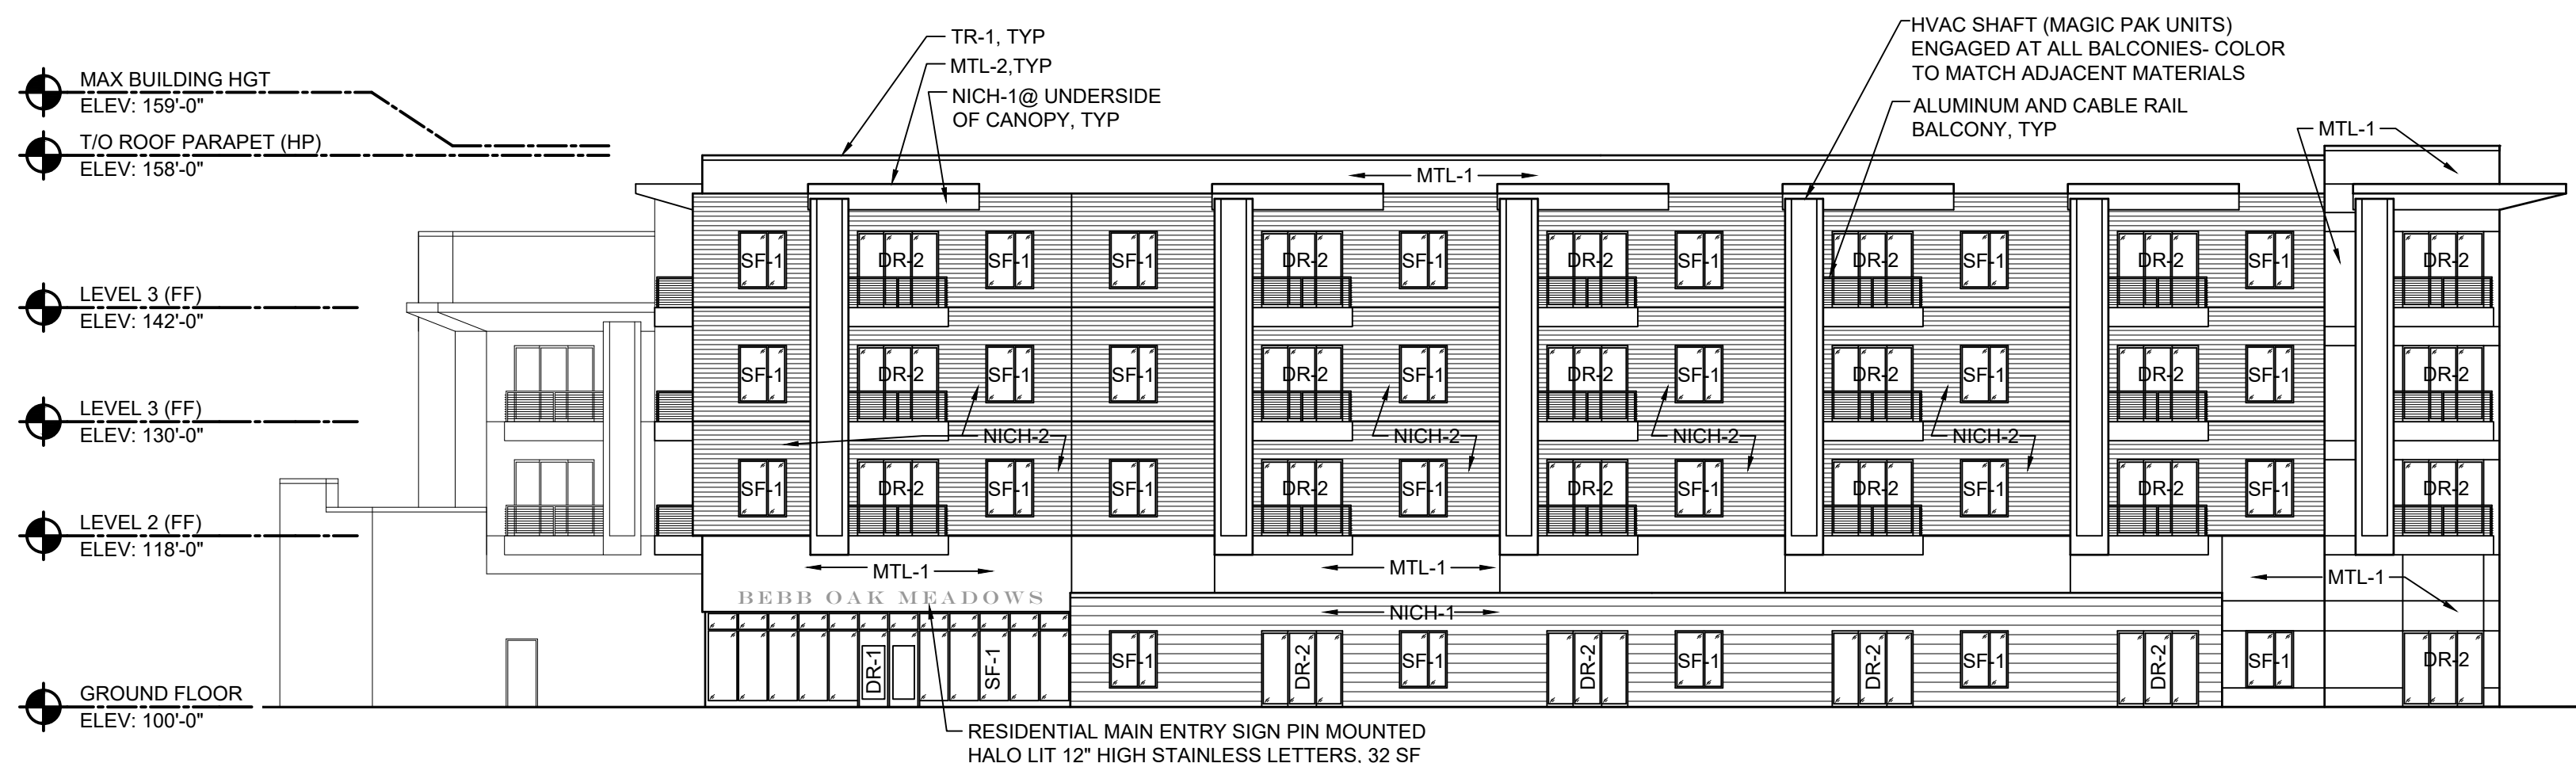 HVAC SHAFT (MAGIC PAK UNITS)
ENGAGED AT ALL BALCONIES- COLOR
TO MATCH ADJACENT MATERIALS
TR-1, TYP
MTL-2,TYP
NICH-1@ UNDERSIDE
OF CANOPY, TYP
ALUMINUM AND CABLE RAIL
BALCONY, TYP
MAX BUILDING HGT
ELEV: 159'-0"
T/O ROOF PARAPET (HP)
ELEV: 158'-0"
MTL-1
MTL-1
SF-1 DR-2 SF-1 SF-1 DR-2 SF-1 DR-2 SF-1 DR-2 SF-1 DR-2 SF-1 DR-2
LEVEL 3 (FF)
ELEV: 142'-0"
SF-1 DR-2 SF-1 SF-1 DR-2 SF-1 DR-2 SF-1 DR-2 SF-1 DR-2 SF-1 DR-2
LEVEL 3 (FF)
ELEV: 130'-0"
NICH-2 NICH-2 NICH-2 NICH-2
SF-1 DR-2 SF-1 SF-1 DR-2 SF-1 DR-2 SF-1 DR-2 SF-1 DR-2 SF-1 DR-2
LEVEL 2 (FF)
ELEV: 118'-0"
MTL-1 MTL-1 MTL-1
BEBB OAK MEADOWS
NICH-1
DR-1 SF-1 SF-1 DR-2 SF-1 DR-2 SF-1 DR-2 SF-1 DR-2 SF-1 DR-2
GROUND FLOOR
ELEV: 100'-0"
RESIDENTIAL MAIN ENTRY SIGN PIN MOUNTED
HALO LIT 12" HIGH STAINLESS LETTERS, 32 SF